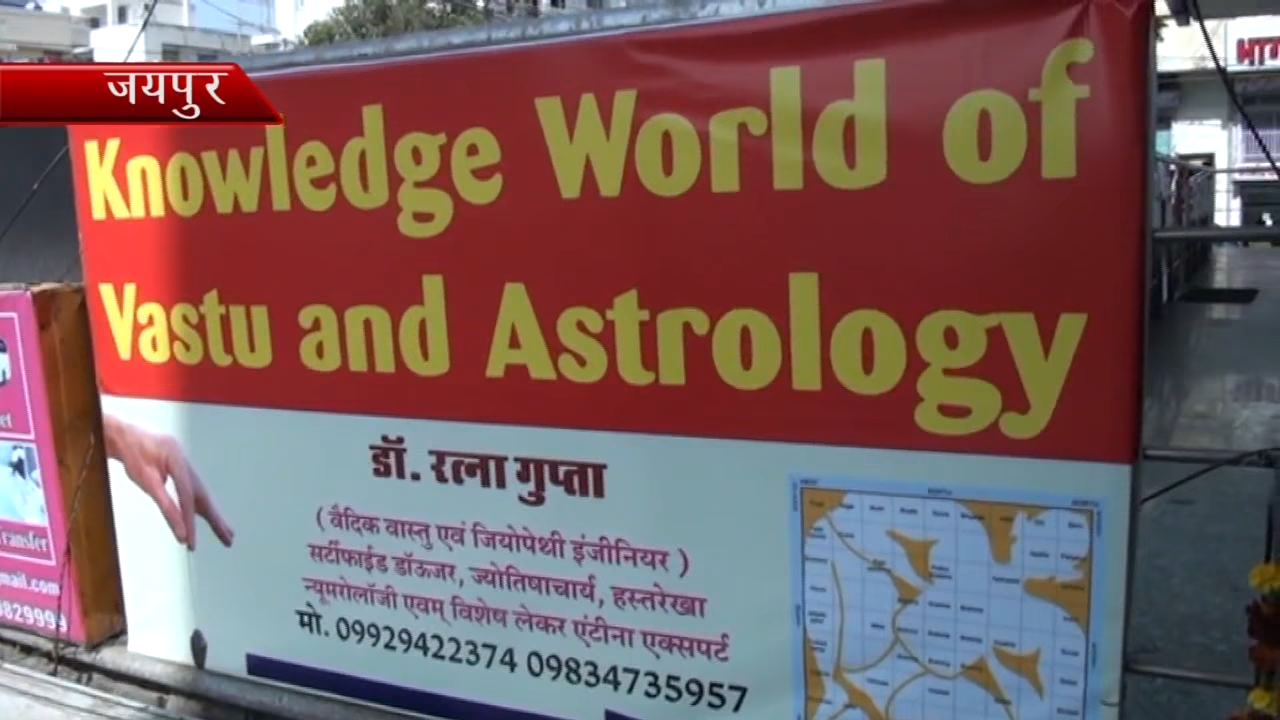 जयपुर
Knowledge World of
Vastu and Astrology
डॉ. रत्ना गुप्ता
( वैदिक वास्तु एवं जियोपेथी इंजीनियर )
सर्टीफाईड डॉऊजर, ज्योतिषाचार्य, हस्तरेखा
न्यूमरोलॉजी एवम् विशेष लेकर एंटीना एक्सपर्ट
मो. 09929422374 09834735957